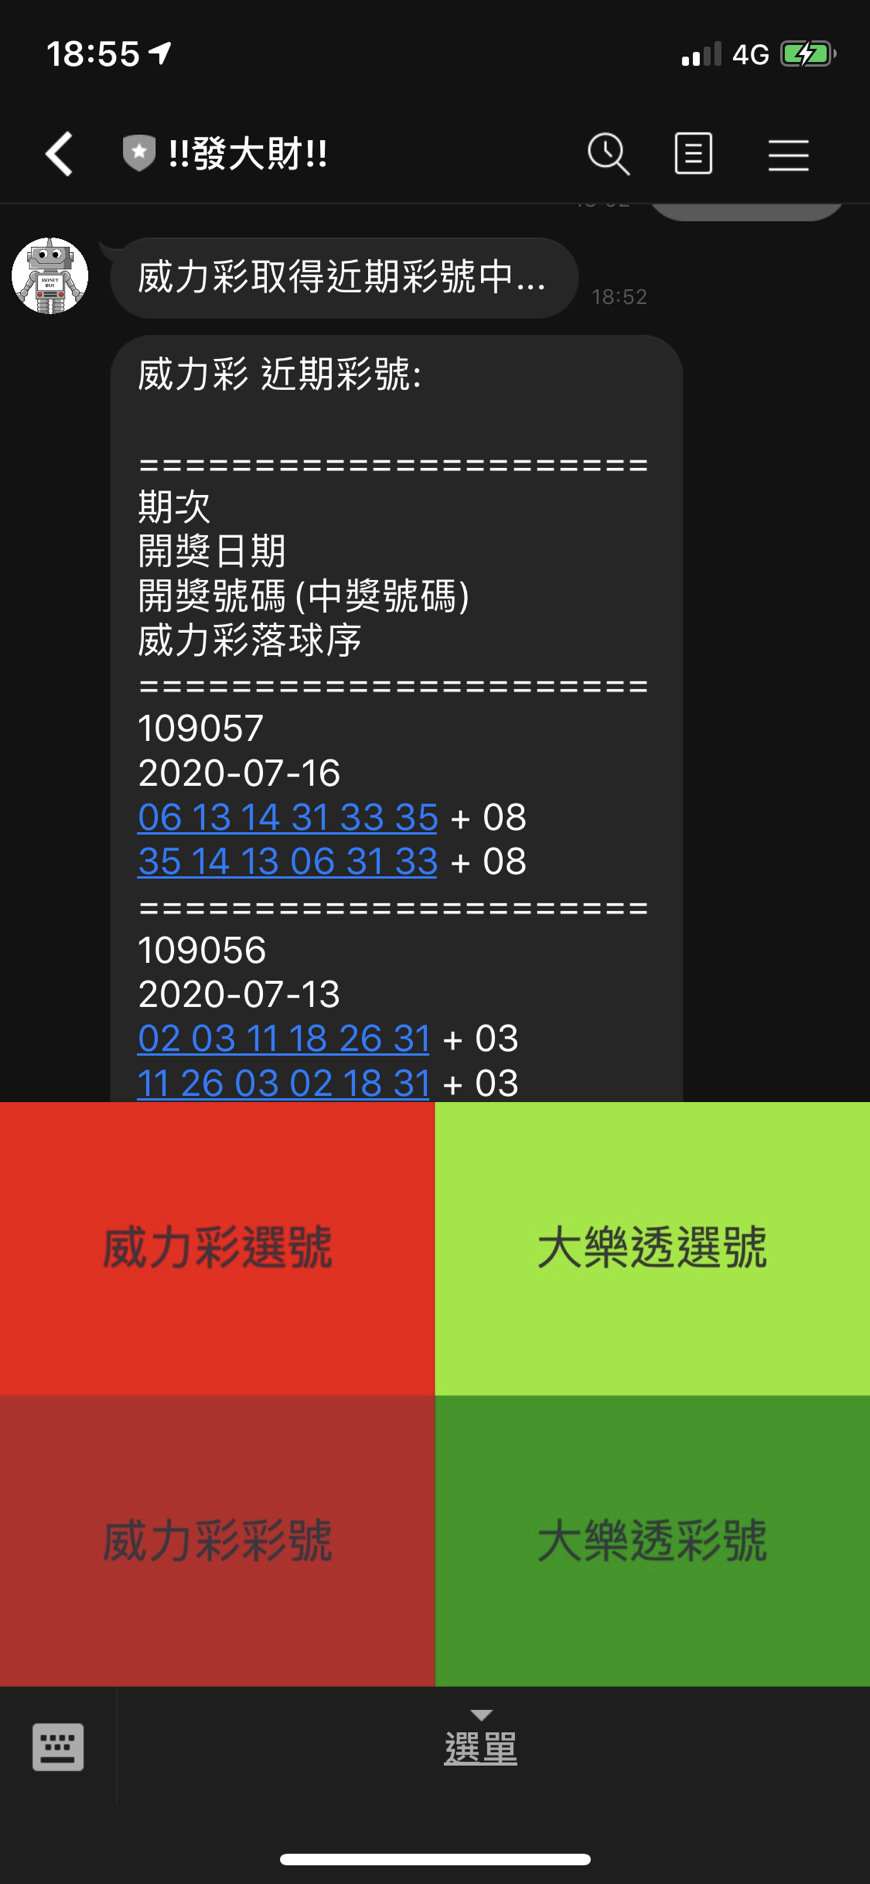 18:55
4G
!!發大財!!
威力彩取得近期彩號中...
18:52
威力彩 近期彩號:
======================
期次
開獎日期
開獎號碼 (中獎號碼)
威力彩落球序
======================
109057
2020-07-16
06 13 14 31 33 35 + 08
35 14 13 06 31 33 + 08
======================
109056
2020-07-13
02 03 11 18 26 31 + 03
11 26 03 02 18 31 + 03
威力彩選號
大樂透選號
威力彩彩號
大樂透彩號
選單